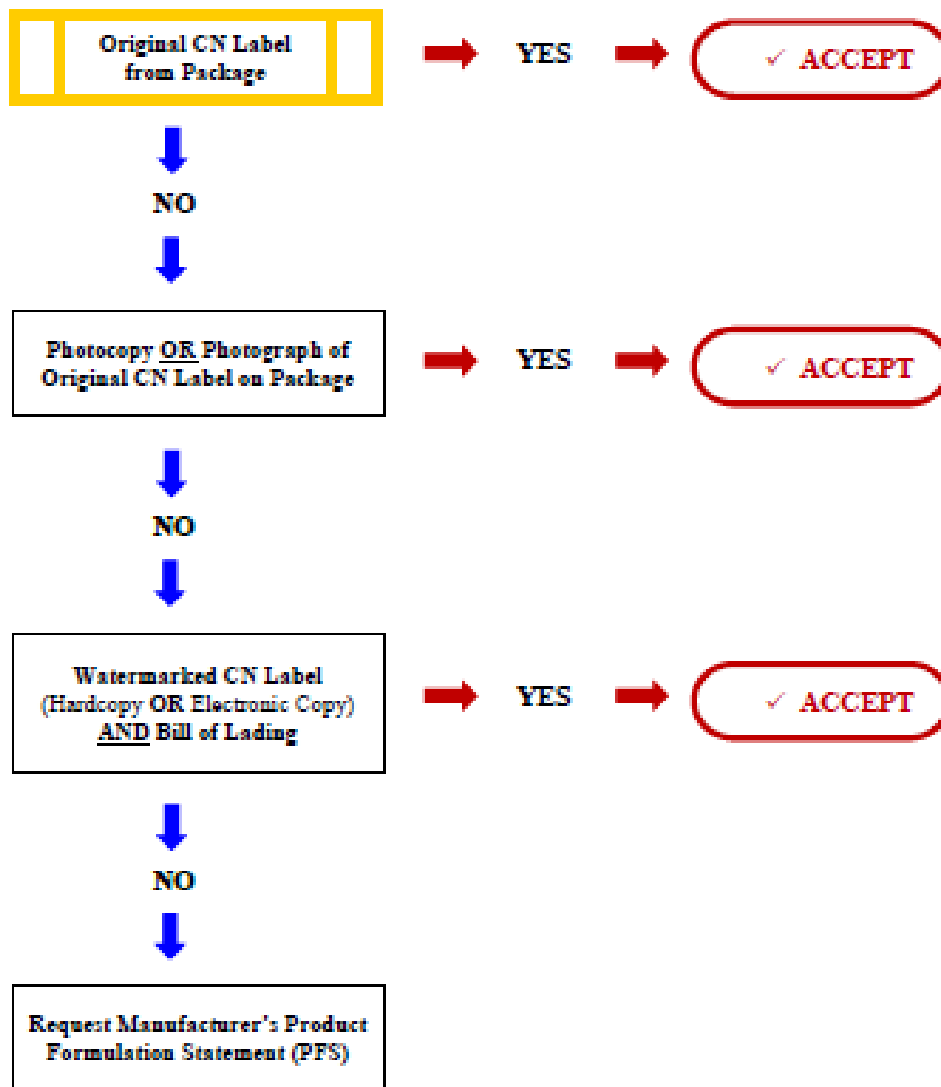 Original CN Label
from Package
YES
✓ ACCEPT
NO
Photocopy OR Photograph of
Original CN Label on Package
YES
✓ ACCEPT
NO
Watermarked CN Label
(Hardcopy OR Electronic Copy)
AND Bill of Lading
YES
✓ ACCEPT
NO
Request Manufacturer's Product
Formulation Statement (PFS)